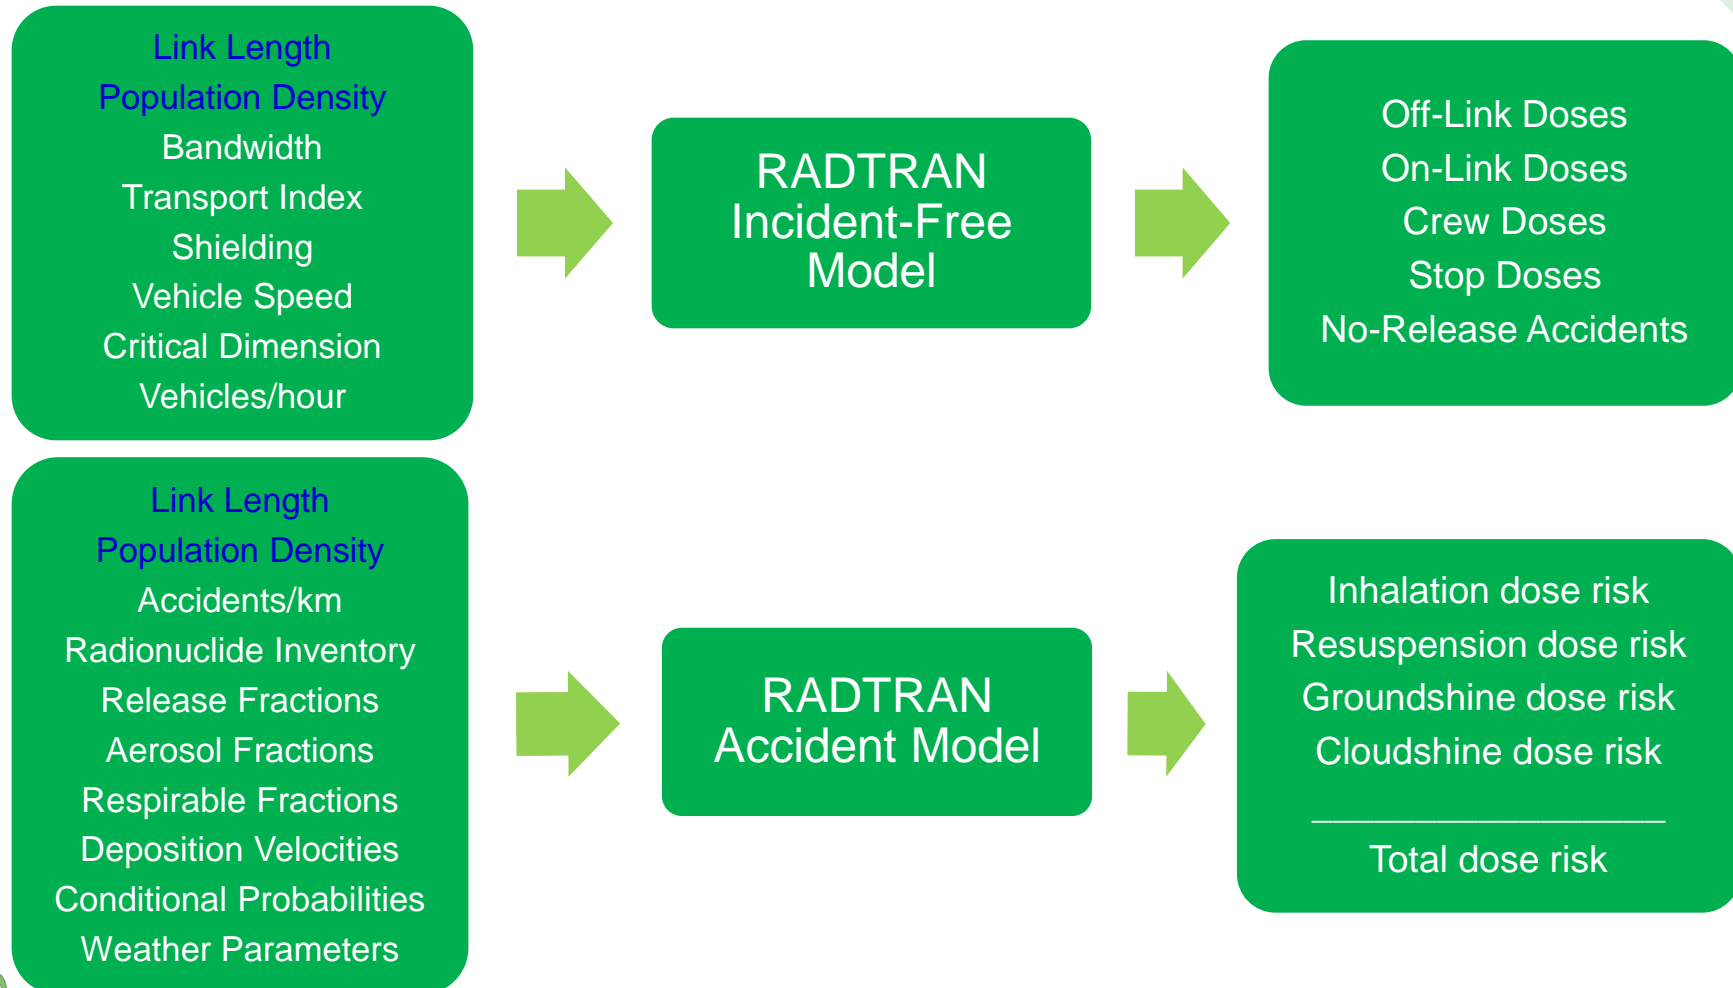 Link Length
Population Density
Bandwidth
Transport Index
Shielding
Vehicle Speed
Critical Dimension
Vehicles/hour
RADTRAN
Incident-Free
Model
Off-Link Doses
On-Link Doses
Crew Doses
Stop Doses
No-Release Accidents
Link Length
Population Density
Accidents/km
Radionuclide Inventory
Release Fractions
Aerosol Fractions
Respirable Fractions
Deposition Velocities
Conditional Probabilities
Weather Parameters
RADTRAN
Accident Model
Inhalation dose risk
Resuspension dose risk
Groundshine dose risk
Cloudshine dose risk
_________________
Total dose risk